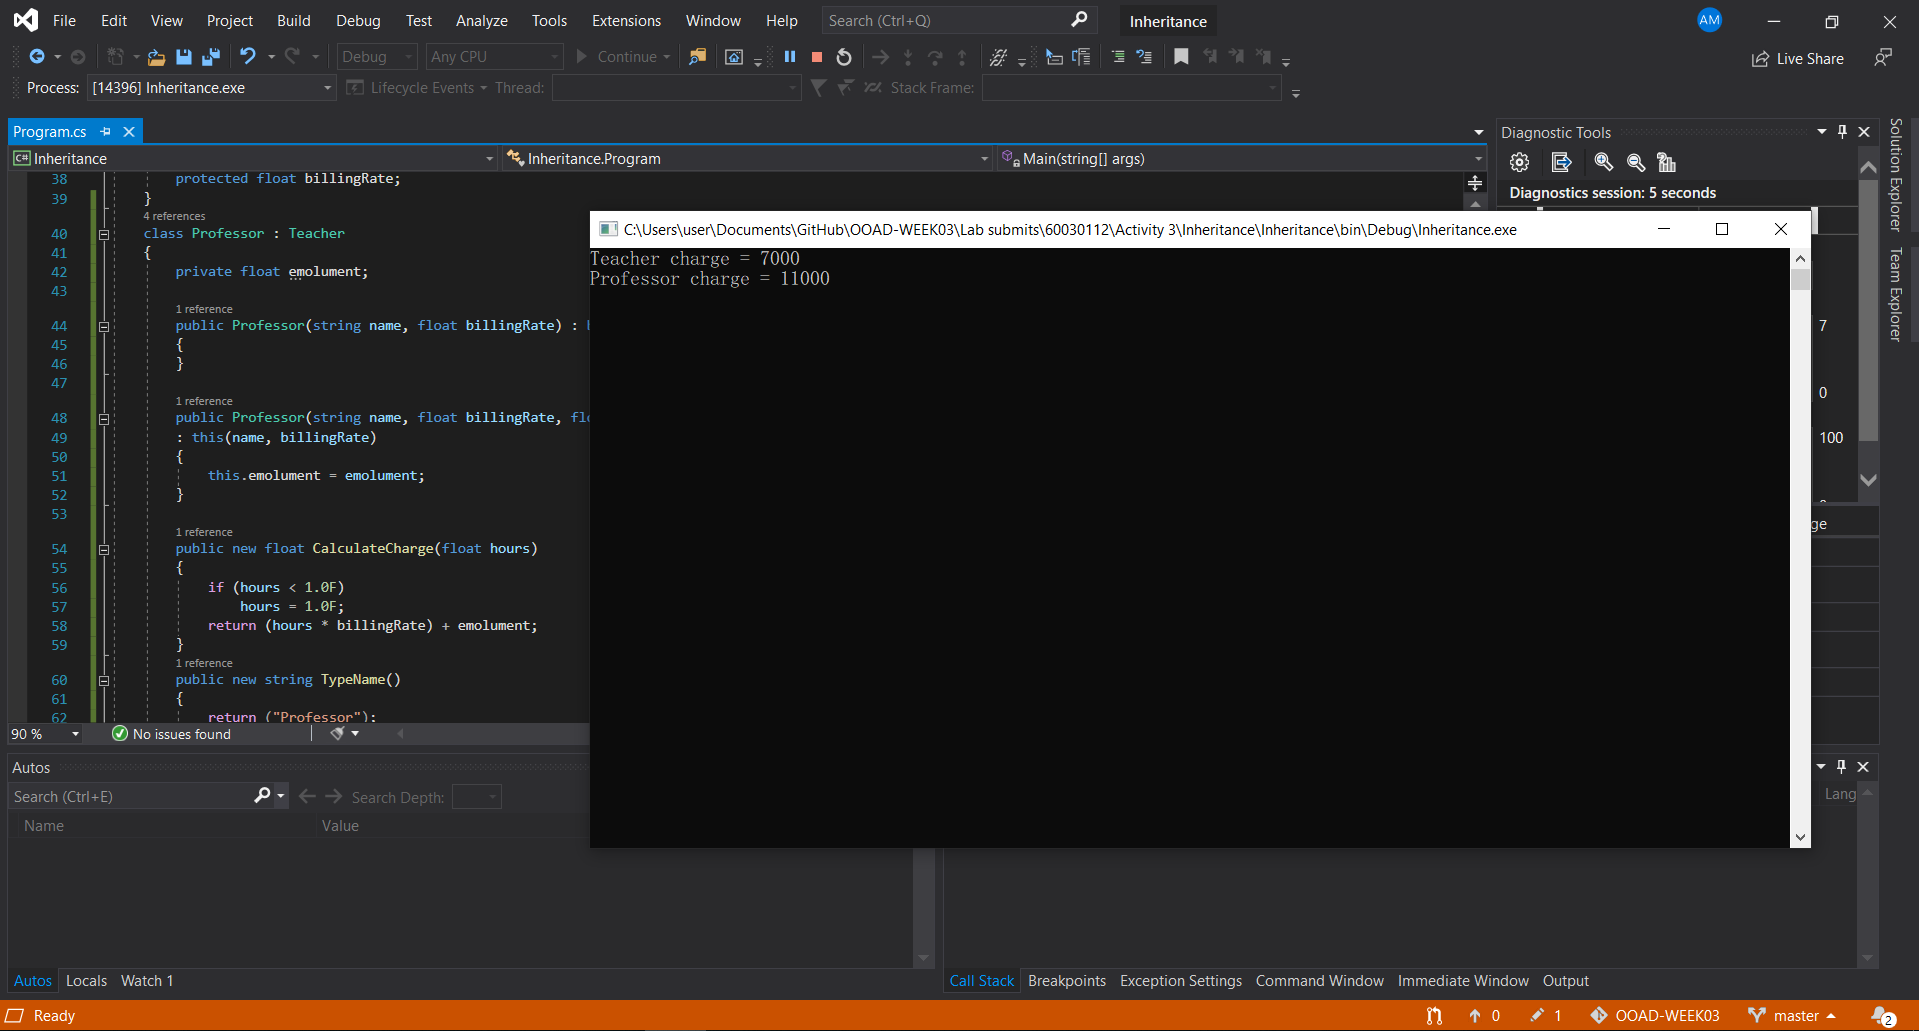 File Edit View Project Build Debug Test Analyze Tools Extensions Window Help Search (Ctrl+Q) Inheritance AM
Debug Any CPU Continue Live Share
Process: [14396] Inheritance.exe Lifecycle Events Thread: Stack Frame:
Program.cs
Inheritance Inheritance.Program Main(string[] args)
38 protected float billingRate;
39 }
4 references
40 class Professor : Teacher
41 {
42 private float emolument;
43
1 reference
44 public Professor(string name, float billingRate) :
45 {
46 }
47
1 reference
48 public Professor(string name, float billingRate,
49 : this(name, billingRate)
50 {
51 this.emolument = emolument;
52 }
53
1 reference
54 public new float CalculateCharge(float hours)
55 {
56 if (hours < 1.0F)
57 hours = 1.0F;
58 return (hours * billingRate) + emolument;
59 }
1 reference
60 public new string TypeName()
61 {
62 return ("Professor");
90 % No issues found
C:\Users\user\Documents\GitHub\OOAD-WEEK03\Lab submits\60030112\Activity 3\Inheritance\Inheritance\bin\Debug\Inheritance.exe
Teacher charge = 7000
Professor charge = 11000
Diagnostic Tools
Diagnostics session: 5 seconds
7
0
100
ge
Solution Explorer
Team Explorer
Autos
Search (Ctrl+E) Search Depth:
Name Value
Lang
Autos Locals Watch 1
Call Stack Breakpoints Exception Settings Command Window Immediate Window Output
Ready 0 1 OOAD-WEEK03 master 2